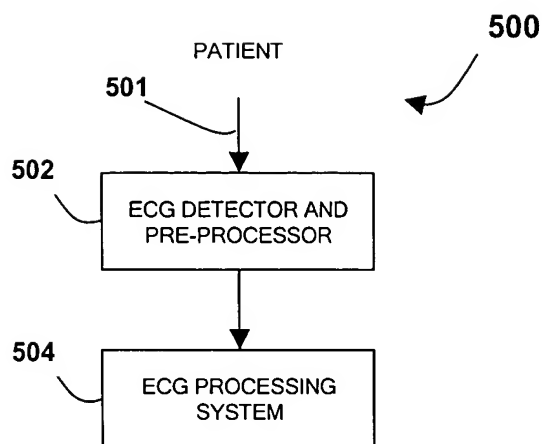 500
PATIENT
501
502
ECG DETECTOR AND
PRE-PROCESSOR
504
ECG PROCESSING
SYSTEM